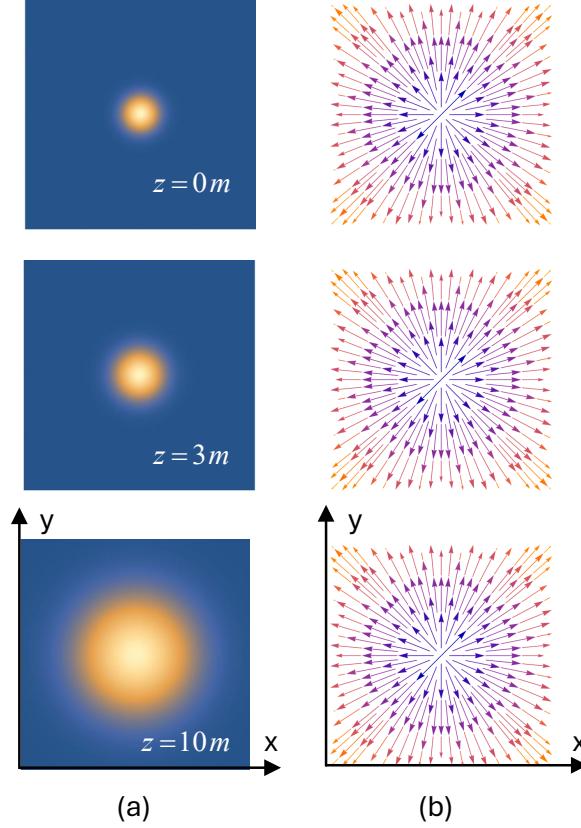 z = 0 m
z = 3 m
y
y
z = 10 m
x
x
(a)
(b)